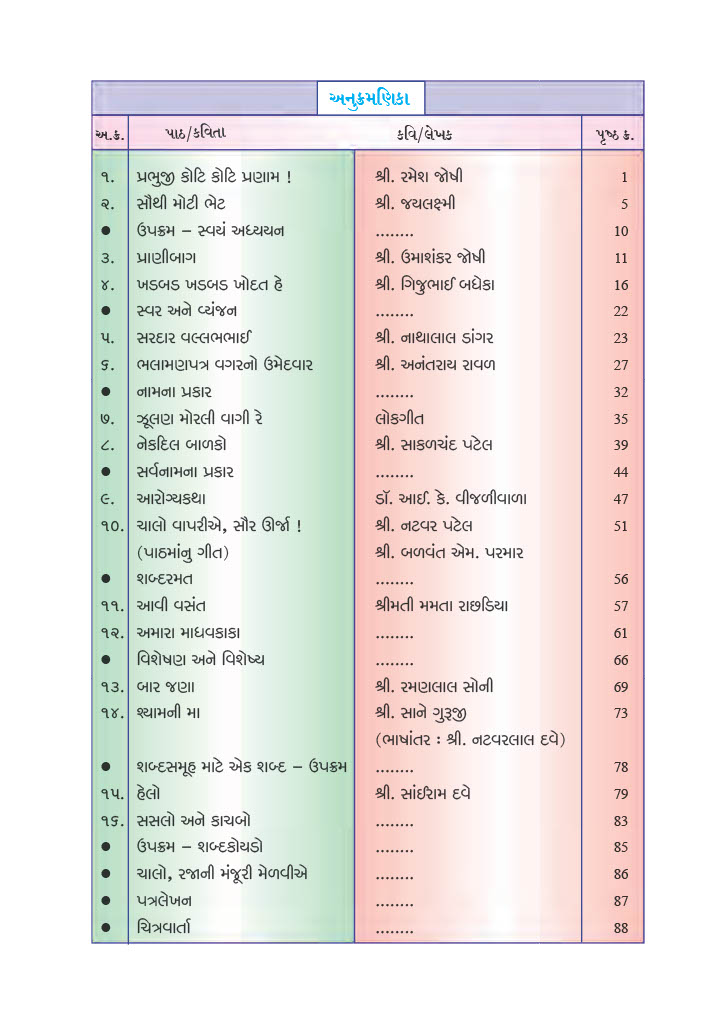 અનુક્રમણિકા
અ.ક્ર. પાઠ/કવિતા કવિ/લેખક પૃષ્ઠ ક્ર.
૧. પ્રભુજી કોટિ કોટિ પ્રણામ ! શ્રી. રમેશ જોષી 1
૨. સૌથી મોટી ભેટ શ્રી. જયલક્ષ્મી 5
● ઉપક્રમ – સ્વયં અધ્યયન ........ 10
૩. પ્રાણીબાગ શ્રી. ઉમાશંકર જોષી 11
૪. ખડબડ ખડબડ ખોદત હે શ્રી. ગિજુભાઈ બધેકા 16
● સ્વર અને વ્યંજન ........ 22
૫. સરદાર વલ્લભભાઈ શ્રી. નાથાલાલ ડાંગર 23
૬. ભલામણપત્ર વગરનો ઉમેદવાર શ્રી. અનંતરાય રાવળ 27
● નામના પ્રકાર ........ 32
૭. ઝૂલણ મોરલી વાગી રે લોકગીત 35
૮. નેકદિલ બાળકો શ્રી. સાકળચંદ પટેલ 39
● સર્વનામના પ્રકાર ........ 44
૯. આરોગ્યકથા ડૉ. આઈ. કે. વીજળીવાળા 47
૧૦. ચાલો વાપરીએ, સૌર ઊર્જા ! શ્રી. નટવર પટેલ 51
(પાઠમાંનુ ગીત) શ્રી. બળવંત એમ. પરમાર
● શબ્દરમત ........ 56
૧૧. આવી વસંત શ્રીમતી મમતા રાછડિયા 57
૧૨. અમારા માધવકાકા ........ 61
● વિશેષણ અને વિશેષ્ય ........ 66
૧૩. બાર જણા શ્રી. રમણલાલ સોની 69
૧૪. શ્યામની મા શ્રી. સાને ગુરૂજી 73
(ભાષાંતર : શ્રી. નટવરલાલ દવે)
● શબ્દસમૂહ માટે એક શબ્દ – ઉપક્રમ ........ 78
૧૫. હેલો શ્રી. સાંઈરામ દવે 79
૧૬. સસલો અને કાચબો ........ 83
● ઉપક્રમ – શબ્દકોયડો ........ 85
● ચાલો, રજાની મંજૂરી મેળવીએ ........ 86
● પત્રલેખન ........ 87
● ચિત્રવાર્તા ........ 88